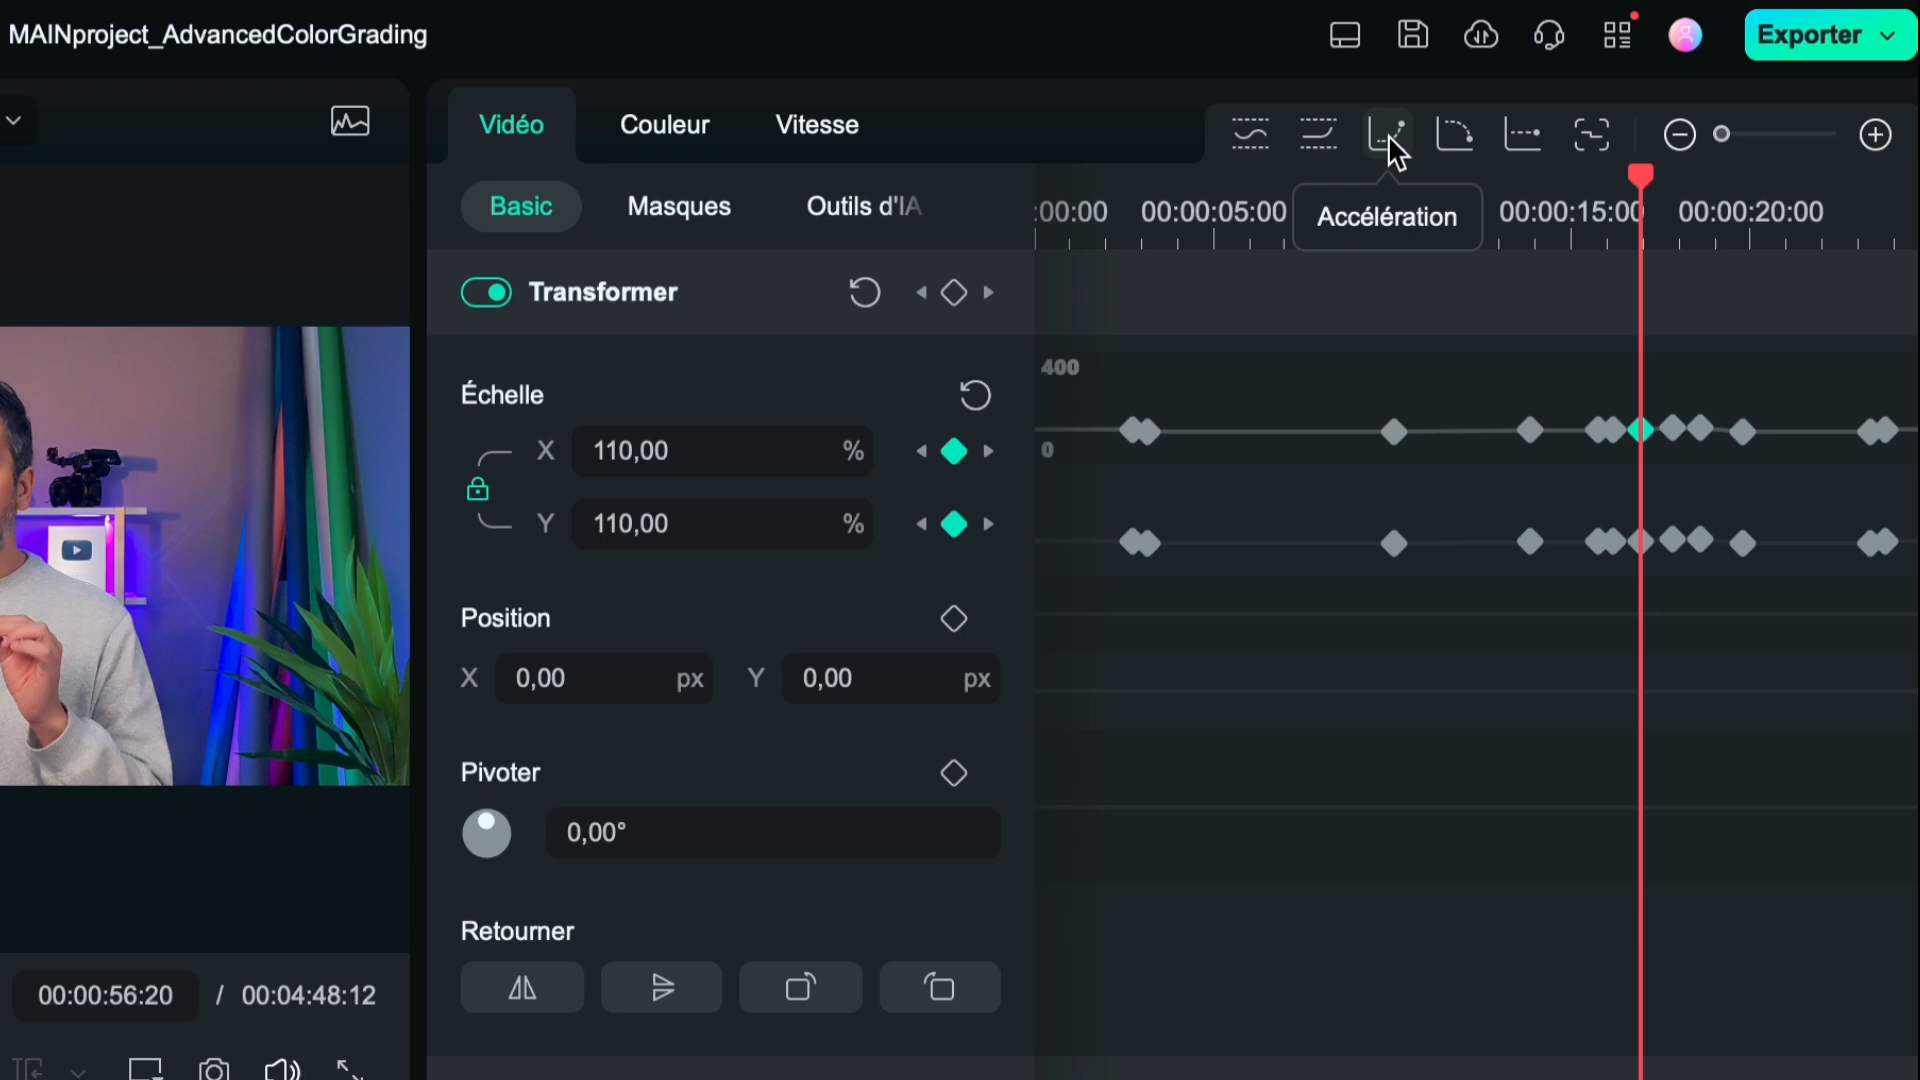 MAINproject_AdvancedColorGrading
Exporter
Vidéo
Couleur
Vitesse
Basic
Masques
Outils d'IA
:00:00
00:00:05:00
Accélération
00:00:15:00
00:00:20:00
Transformer
400
0
Échelle
X 110,00 %
Y 110,00 %
Position
X 0,00 px Y 0,00 px
Pivoter
0,00°
Retourner
00:00:56:20 / 00:04:48:12